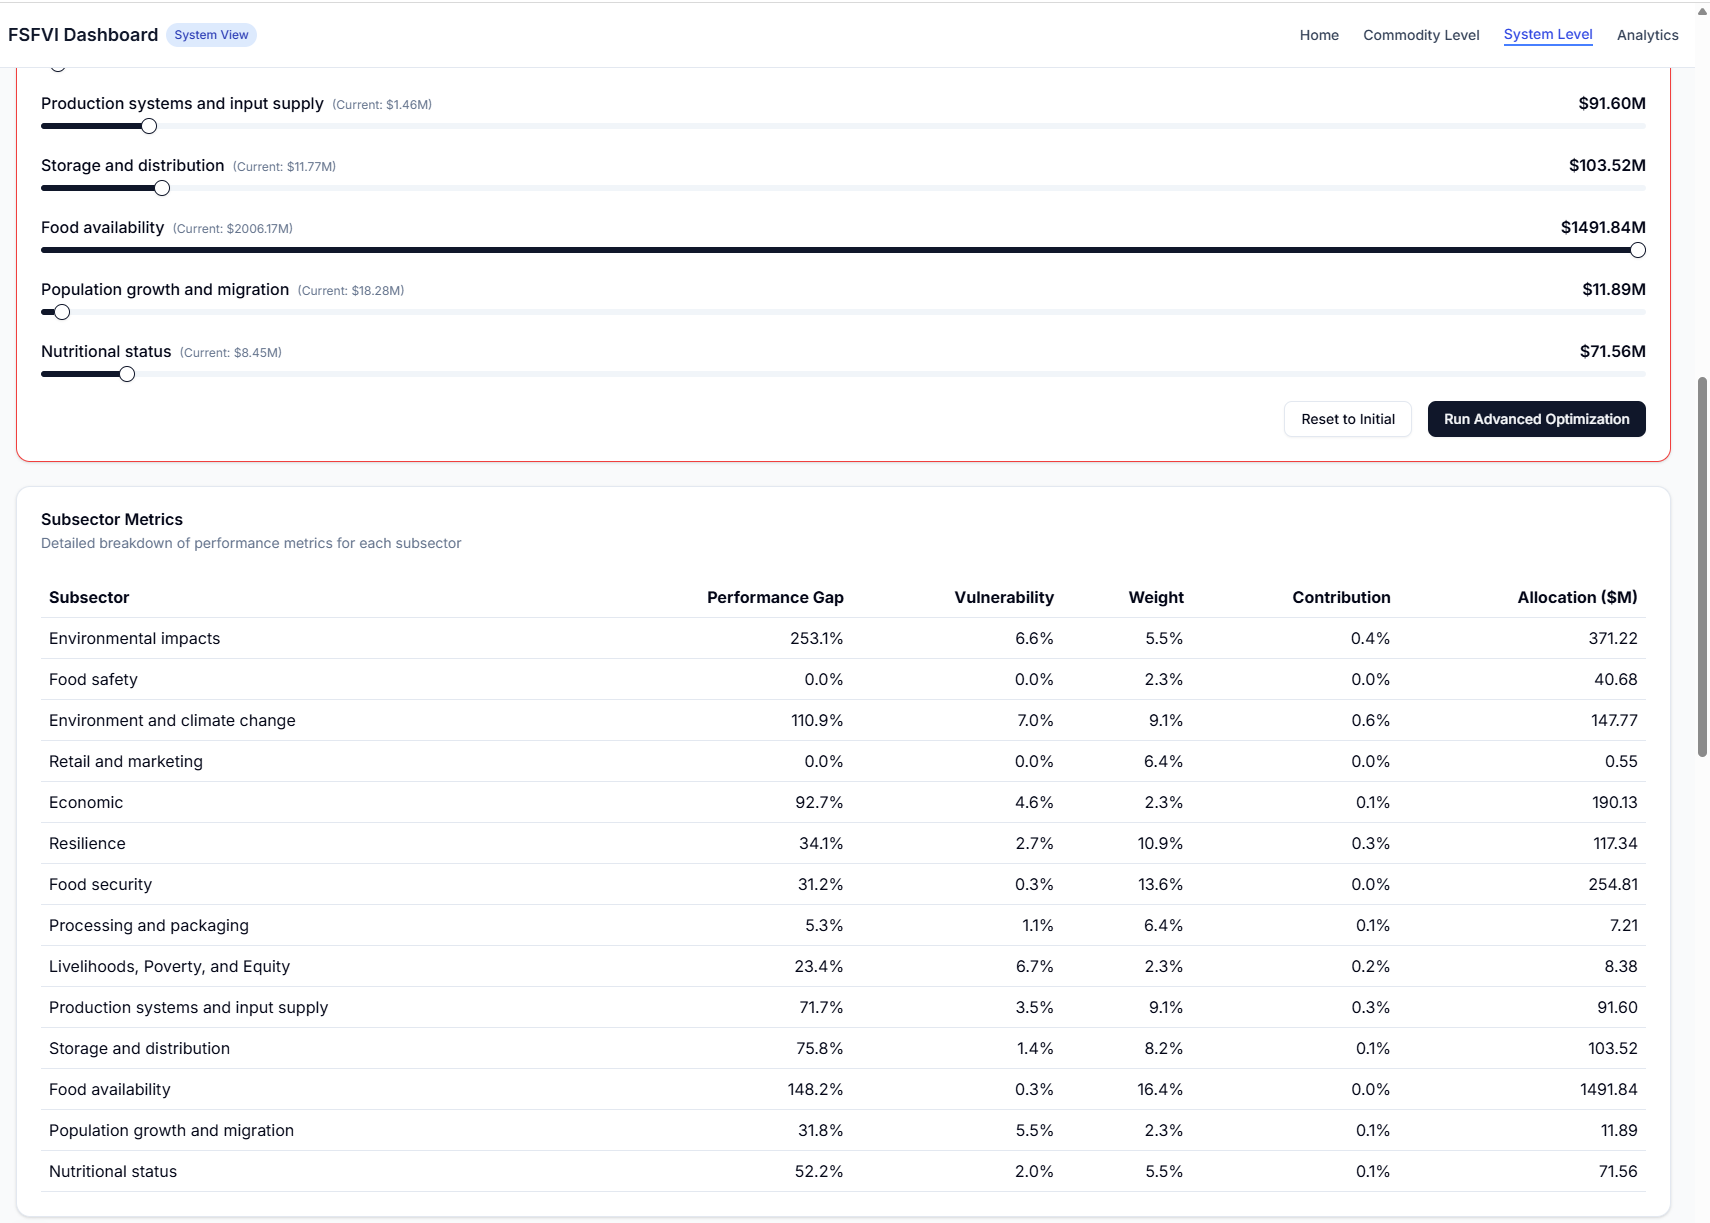 FSFVI Dashboard System View Home Commodity Level System Level Analytics
Production systems and input supply (Current: $1.46M) $91.60M
Storage and distribution (Current: $11.77M) $103.52M
Food availability (Current: $2006.17M) $1491.84M
Population growth and migration (Current: $18.28M) $11.89M
Nutritional status (Current: $8.45M) $71.56M
Reset to Initial Run Advanced Optimization
Subsector Metrics
Detailed breakdown of performance metrics for each subsector
Subsector Performance Gap Vulnerability Weight Contribution Allocation ($M)
Environmental impacts 253.1% 6.6% 5.5% 0.4% 371.22
Food safety 0.0% 0.0% 2.3% 0.0% 40.68
Environment and climate change 110.9% 7.0% 9.1% 0.6% 147.77
Retail and marketing 0.0% 0.0% 6.4% 0.0% 0.55
Economic 92.7% 4.6% 2.3% 0.1% 190.13
Resilience 34.1% 2.7% 10.9% 0.3% 117.34
Food security 31.2% 0.3% 13.6% 0.0% 254.81
Processing and packaging 5.3% 1.1% 6.4% 0.1% 7.21
Livelihoods, Poverty, and Equity 23.4% 6.7% 2.3% 0.2% 8.38
Production systems and input supply 71.7% 3.5% 9.1% 0.3% 91.60
Storage and distribution 75.8% 1.4% 8.2% 0.1% 103.52
Food availability 148.2% 0.3% 16.4% 0.0% 1491.84
Population growth and migration 31.8% 5.5% 2.3% 0.1% 11.89
Nutritional status 52.2% 2.0% 5.5% 0.1% 71.56